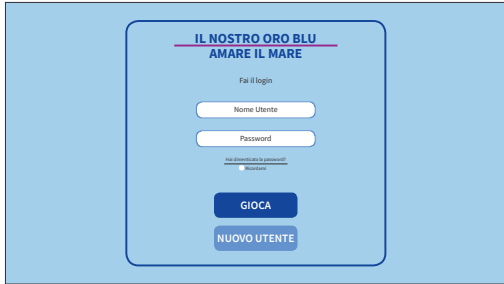 IL NOSTRO ORO BLU
AMARE IL MARE
Fai il login
Nome Utente
Password
Hai dimenticato la password?
Ricordami
GIOCA
NUOVO UTENTE